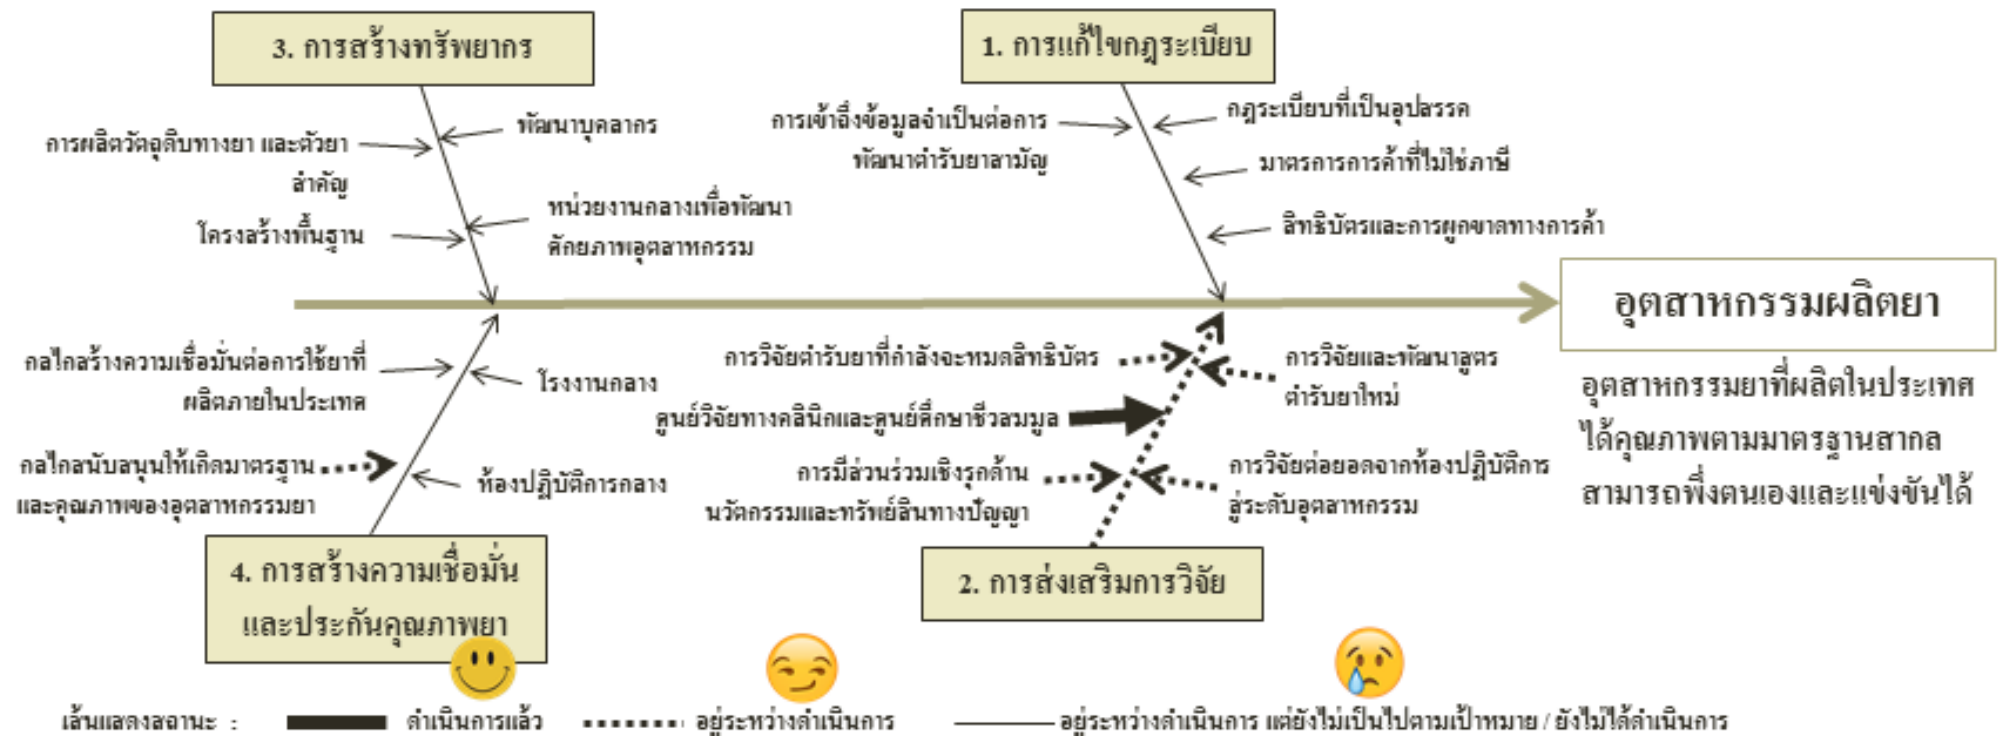 3. การสร้างทรัพยากร
1. การแก้ไขกฎระเบียบ
การผลิตวัตถุดิบทางยา และตัวยา
สำคัญ
พัฒนาบุคลากร
โครงสร้างพื้นฐาน
หน่วยงานกลางเพื่อพัฒนา
ศักยภาพอุตสาหกรรม
การเข้าถึงข้อมูลจำเป็นต่อการ
พัฒนาตำรับยาสามัญ
กฎระเบียบที่เป็นอุปสรรค
มาตรการการค้าที่ไม่ใช่ภาษี
สิทธิบัตรและการผูกขาดทางการค้า
อุตสาหกรรมผลิตยา
อุตสาหกรรมยาที่ผลิตในประเทศ
ได้คุณภาพตามมาตรฐานสากล
สามารถพึ่งตนเองและแข่งขันได้
กลไกสร้างความเชื่อมั่นต่อการใช้ยาที่
ผลิตภายในประเทศ
โรงงานกลาง
กลไกสนับสนุนให้เกิดมาตรฐาน
และคุณภาพของอุตสาหกรรมยา
ห้องปฏิบัติการกลาง
การวิจัยตำรับยาที่กำลังจะหมดสิทธิบัตร
การวิจัยและพัฒนาสูตร
ตำรับยาใหม่
ศูนย์วิจัยทางคลินิกและศูนย์ศึกษาชีวสมมูล
การมีส่วนร่วมเชิงรุกด้าน
นวัตกรรมและทรัพย์สินทางปัญญา
การวิจัยต่อยอดจากห้องปฏิบัติการ
สู่ระดับอุตสาหกรรม
4. การสร้างความเชื่อมั่น
และประกันคุณภาพยา
2. การส่งเสริมการวิจัย
เส้นแสดงสถานะ :
ดำเนินการแล้ว
อยู่ระหว่างดำเนินการ
อยู่ระหว่างดำเนินการ แต่ยังไม่เป็นไปตามเป้าหมาย / ยังไม่ได้ดำเนินการ